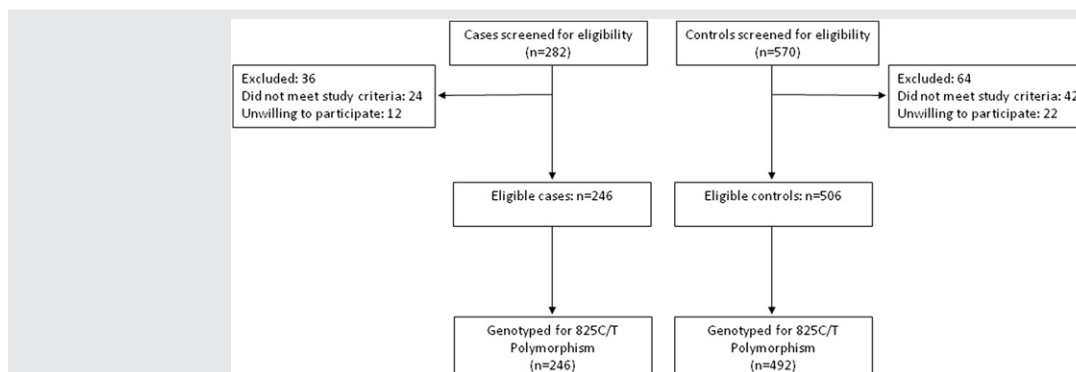 Cases screened for eligibility
(n=282)
Controls screened for eligibility
(n=570)
Excluded: 36
Did not meet study criteria: 24
Unwilling to participate: 12
Excluded: 64
Did not meet study criteria: 42
Unwilling to participate: 22
Eligible cases: n=246
Eligible controls: n=506
Genotyped for 825C/T
Polymorphism
(n=246)
Genotyped for 825C/T
Polymorphism
(n=492)